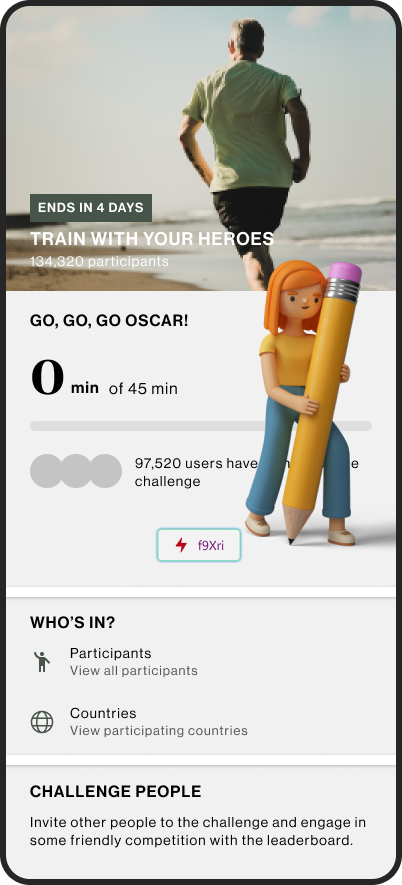 ENDS IN 4 DAYS
TRAIN WITH YOUR HEROES
134,320 participants
GO, GO, GO OSCAR!
0 min of 45 min
97,520 users have
challenge
f9Xri
WHO'S IN?
Participants
View all participants
Countries
View participating countries
CHALLENGE PEOPLE
Invite other people to the challenge and engage in
some friendly competition with the leaderboard.